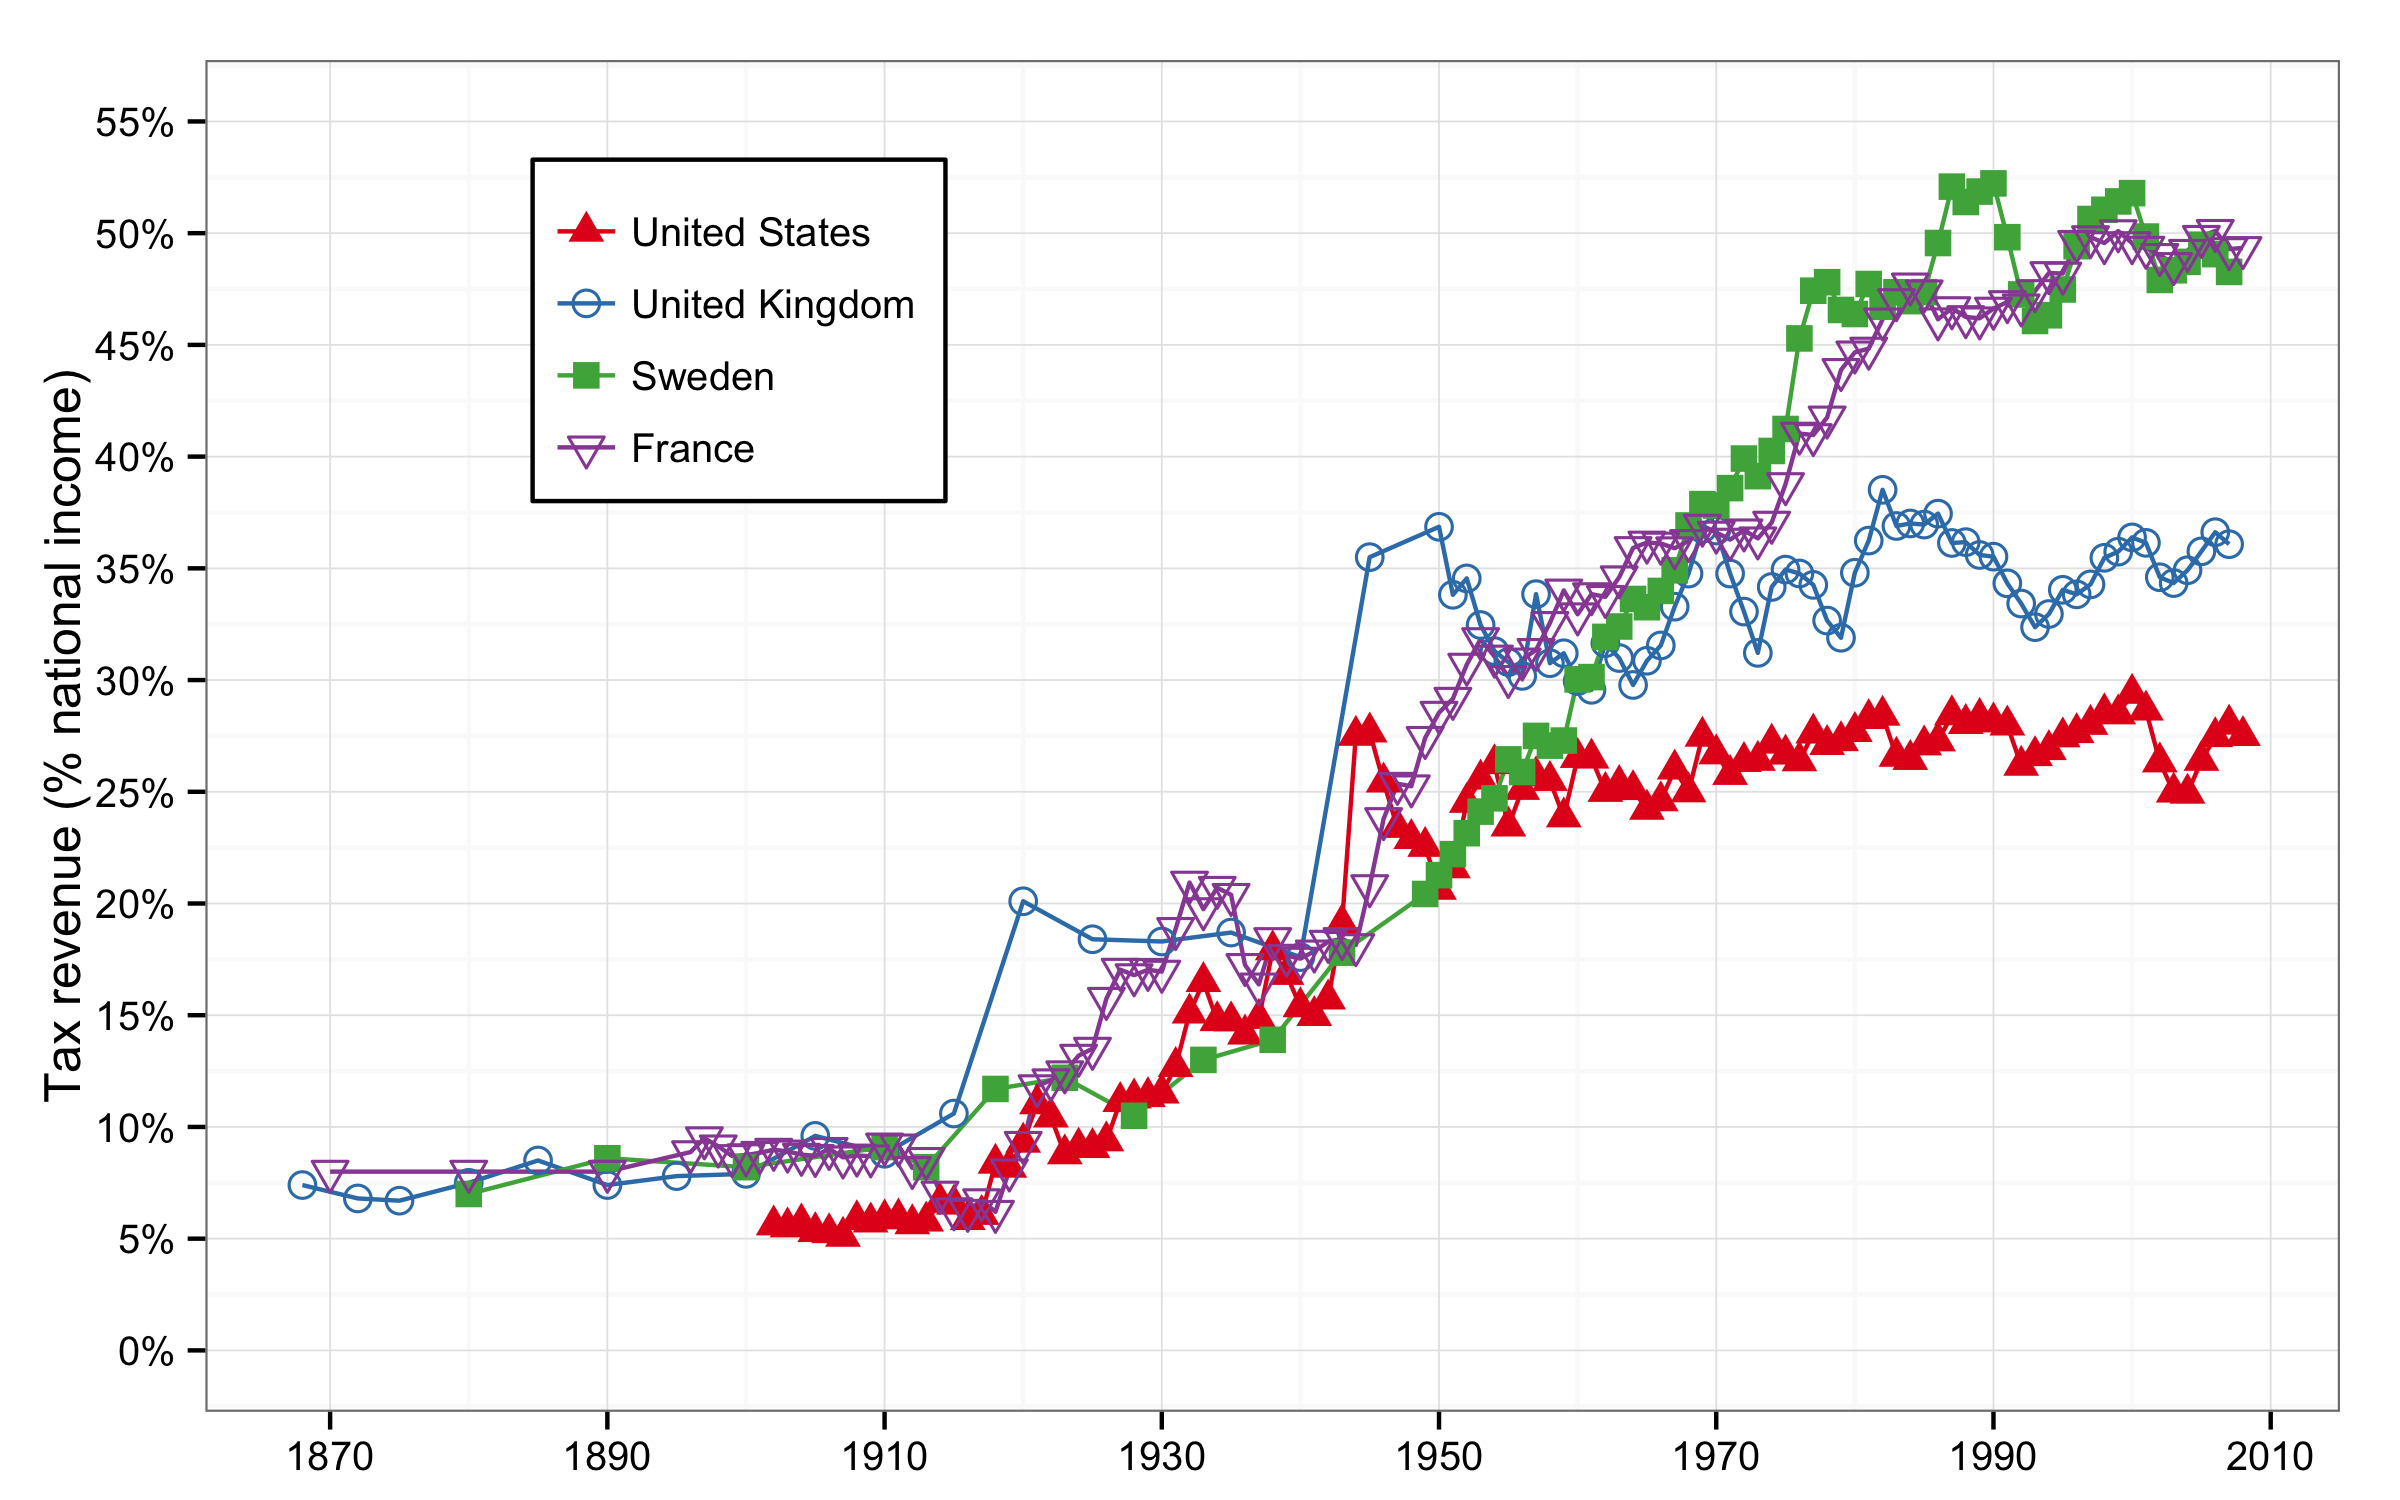 Tax revenue (% national income)
55%
50%
45%
40%
35%
30%
25%
20%
15%
10%
5%
0%
United States
United Kingdom
Sweden
France
1870 1890 1910 1930 1950 1970 1990 2010